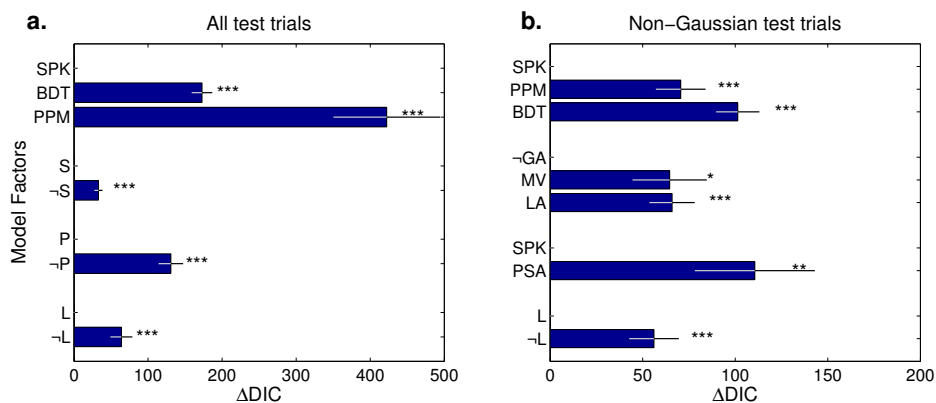 a.
All test trials
Model Factors
SPK
BDT
***
PPM
***
S
¬S
***
P
¬P
***
L
¬L
***
0 100 200 300 400 500
ΔDIC
b.
Non-Gaussian test trials
SPK
PPM
***
BDT
***
¬GA
MV
*
LA
***
SPK
PSA
**
L
¬L
***
0 50 100 150 200
ΔDIC